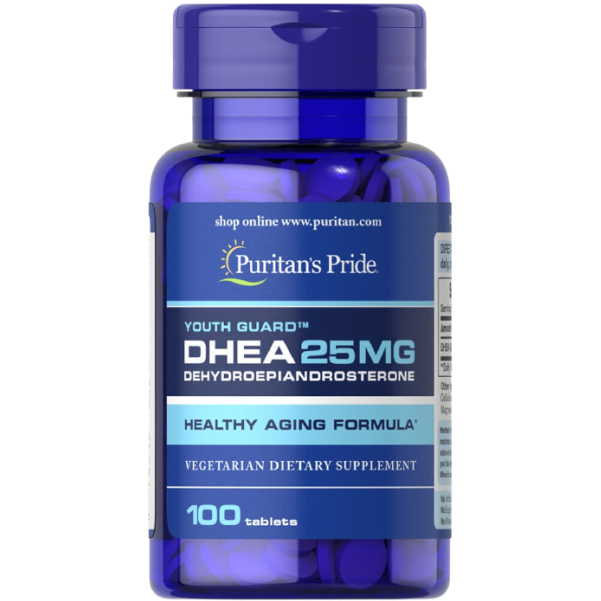 shop online www.puritan.com
Puritan's Pride
YOUTH GUARD™
DHEA 25MG
DEHYDROEPIANDROSTERONE
HEALTHY AGING FORMULA†
VEGETARIAN DIETARY SUPPLEMENT
100 tablets